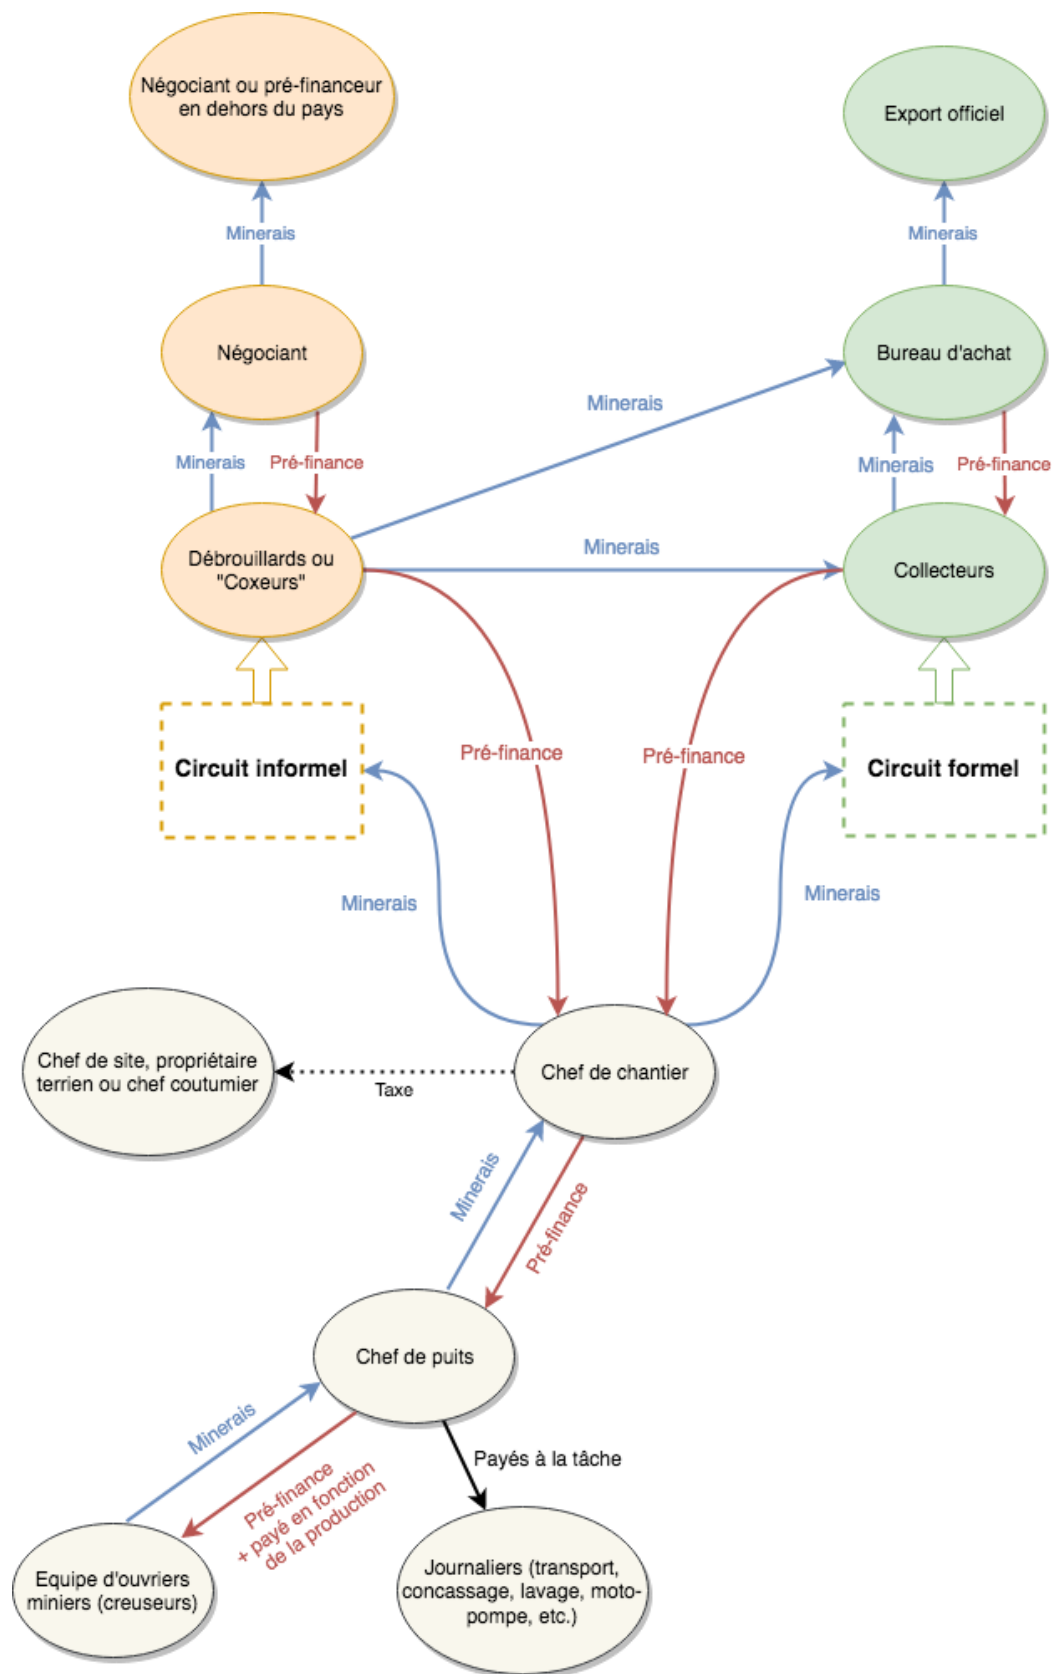 Négociant ou pré-financeur
en dehors du pays
Export officiel
Minerais
Minerais
Négociant
Bureau d'achat
Minerais
Minerais
Pré-finance
Minerais
Pré-finance
Débrouillards ou
"Coxeurs"
Minerais
Collecteurs
Circuit informel
Pré-finance
Pré-finance
Circuit formel
Minerais
Minerais
Chef de site, propriétaire
terrien ou chef coutumier
Taxe
Chef de chantier
Minerais
Pré-finance
Chef de puits
Minerais
Pré-finance
+ payé en fonction
de la production
Payés à la tâche
Equipe d'ouvriers
miniers (creuseurs)
Journaliers (transport,
concassage, lavage, moto-
pompe, etc.)